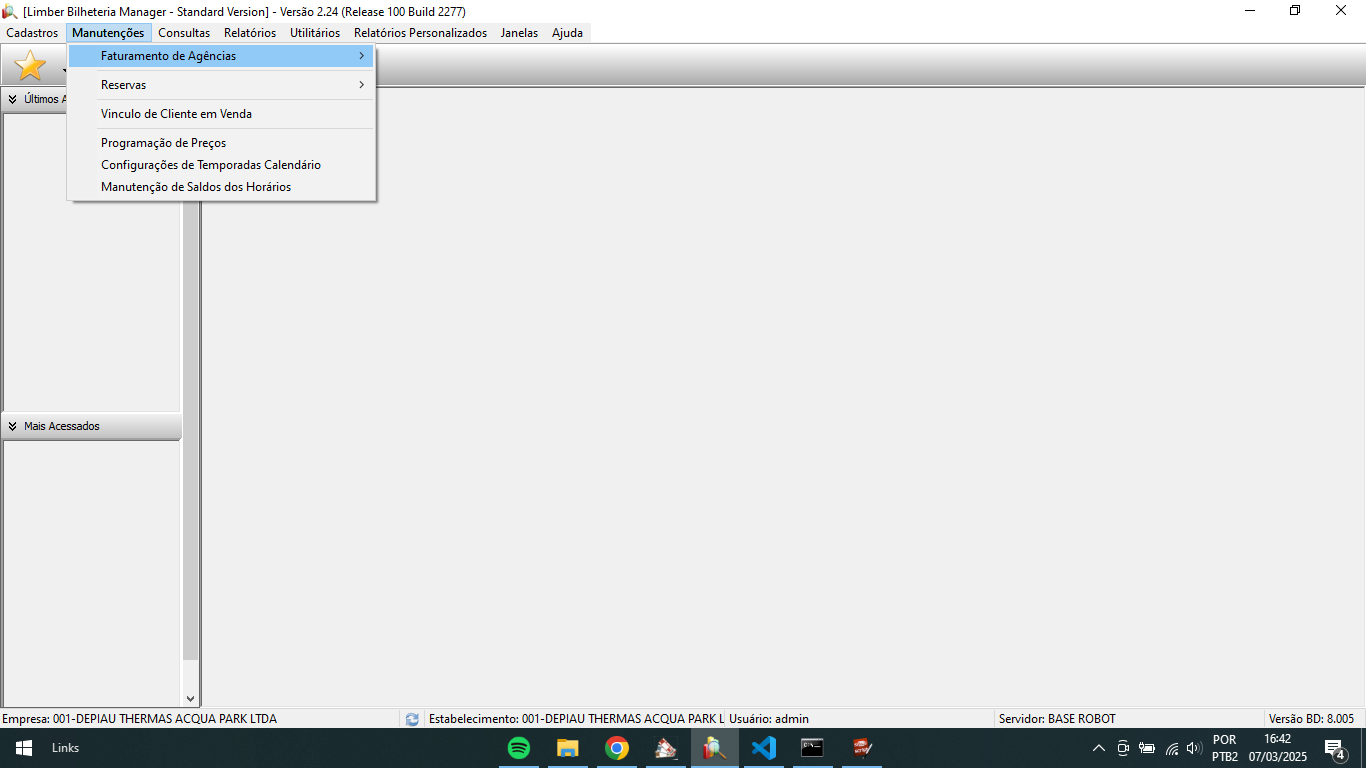 [Limber Bilheteria Manager - Standard Version] - Versão 2.24 (Release 100 Build 2277)
Cadastros Manutenções Consultas Relatórios Utilitários Relatórios Personalizados Janelas Ajuda
Faturamento de Agências
Reservas
Vinculo de Cliente em Venda
Programação de Preços
Configurações de Temporadas Calendário
Manutenção de Saldos dos Horários
Últimos A
Mais Acessados
Empresa: 001-DEPIAU THERMAS ACQUA PARK LTDA Estabelecimento: 001-DEPIAU THERMAS ACQUA PARK L Usuário: admin Servidor: BASE ROBOT Versão BD: 8.005
Links
POR
PTB2
16:42
07/03/2025
4